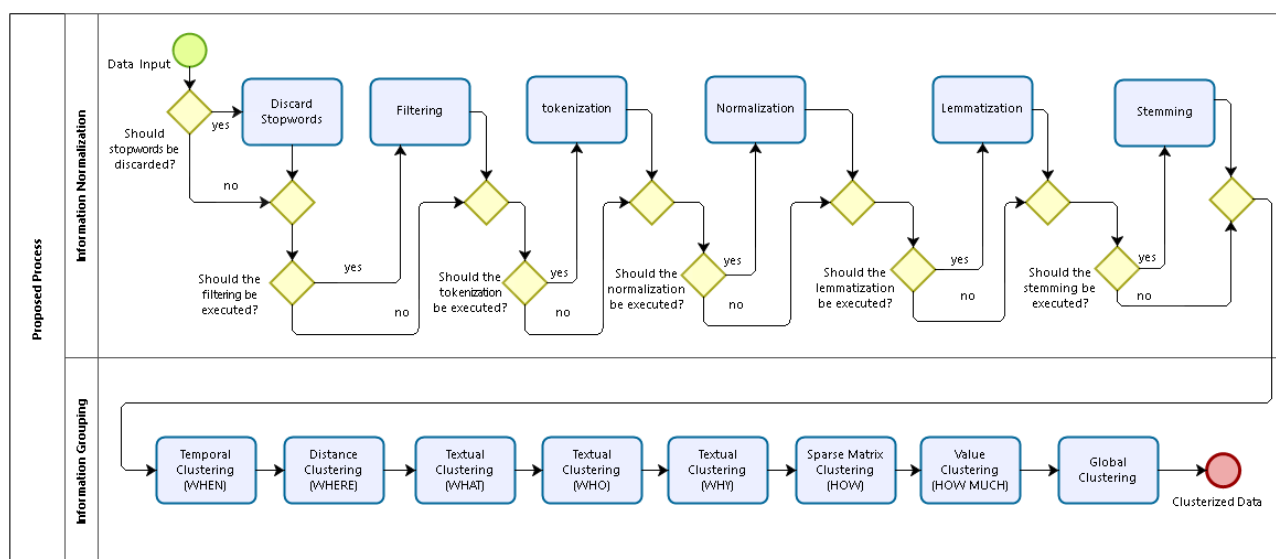 Proposed Process
Information Normalization
Data Input
Should
stopwords be
discarded?
yes
no
Discard
Stopwords
Should the
filtering be
executed?
yes
no
Filtering
Should the
tokenization
be executed?
yes
no
tokenization
Should the
normalization
be executed?
yes
no
Normalization
Should the
lemmatization
be executed?
yes
no
Lemmatization
Should the
stemming be
executed?
yes
no
Stemming
Information Grouping
Temporal
Clustering
(WHEN)
Distance
Clustering
(WHERE)
Textual
Clustering
(WHAT)
Textual
Clustering
(WHO)
Textual
Clustering
(WHY)
Sparse Matrix
Clustering
(HOW)
Value
Clustering
(HOW MUCH)
Global
Clustering
Clusterized Data